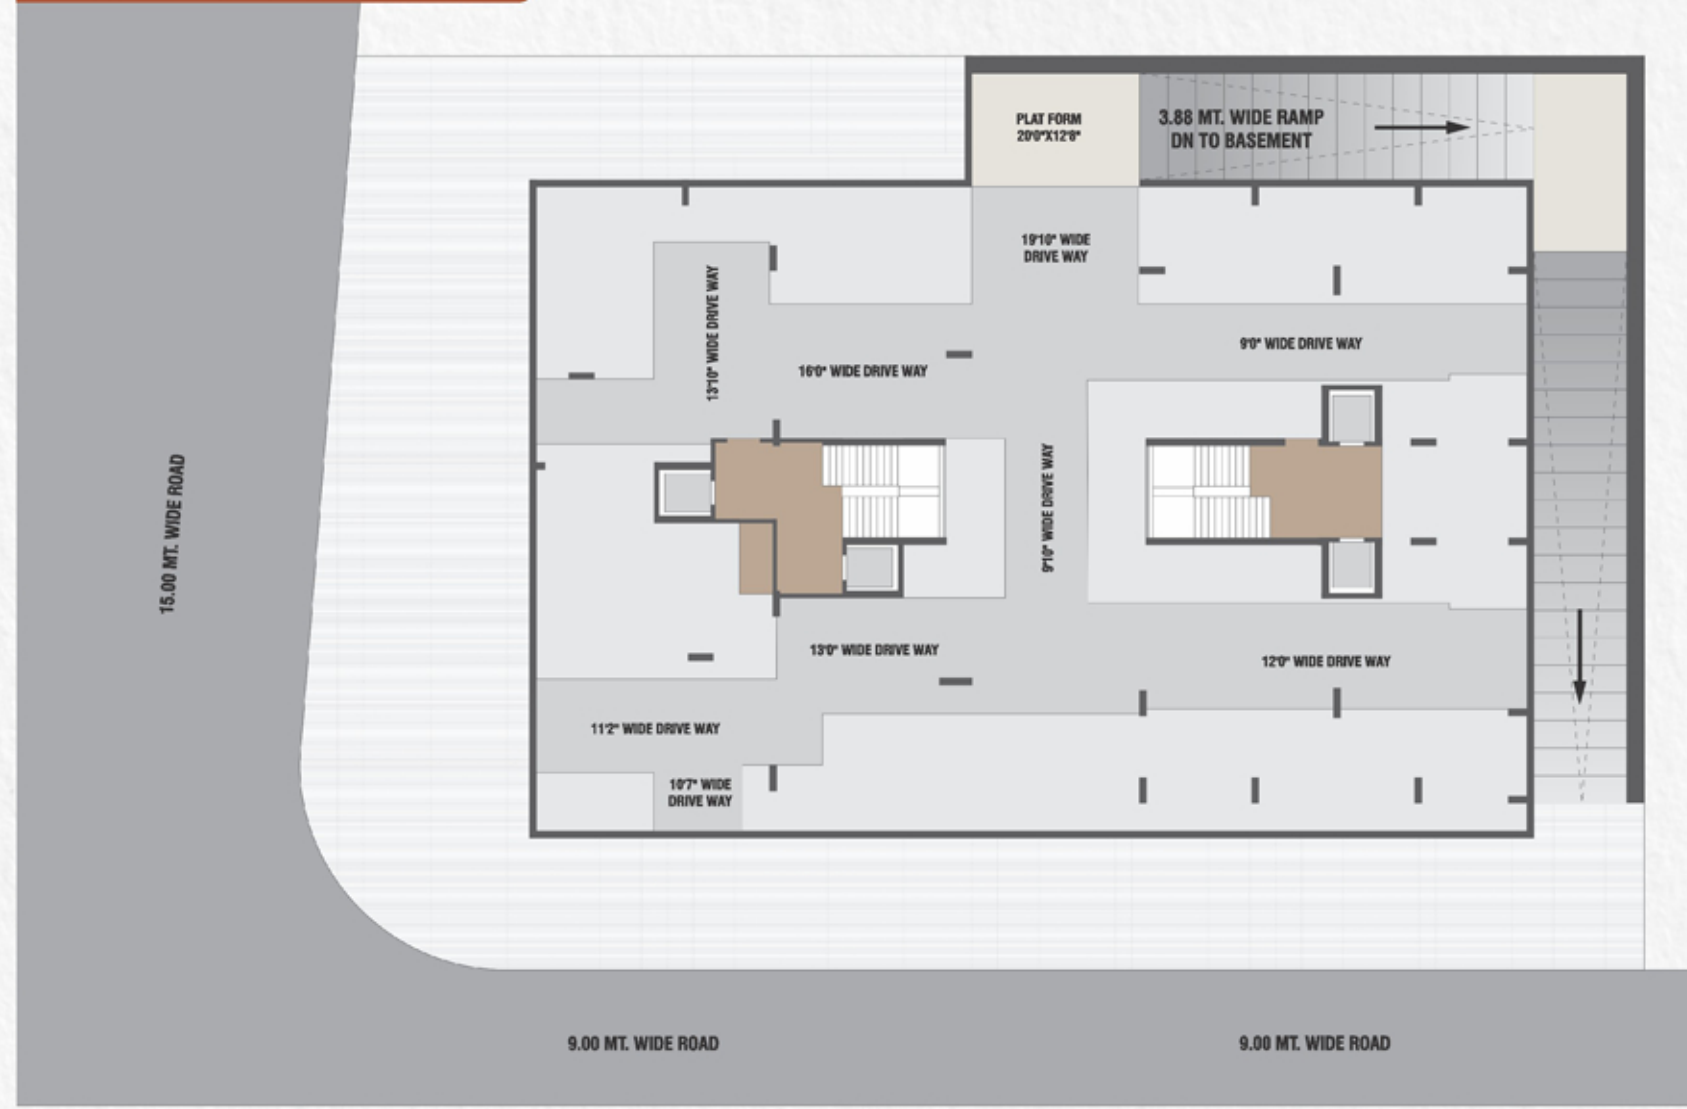 PLAT FORM
20'0"X12'8"
3.88 MT. WIDE RAMP
DN TO BASEMENT
19'10" WIDE
DRIVE WAY
13'10" WIDE DRIVE WAY
16'0" WIDE DRIVE WAY
9'0" WIDE DRIVE WAY
9'10" WIDE DRIVE WAY
15.00 MT. WIDE ROAD
13'0" WIDE DRIVE WAY
12'0" WIDE DRIVE WAY
11'2" WIDE DRIVE WAY
10'7" WIDE
DRIVE WAY
9.00 MT. WIDE ROAD
9.00 MT. WIDE ROAD